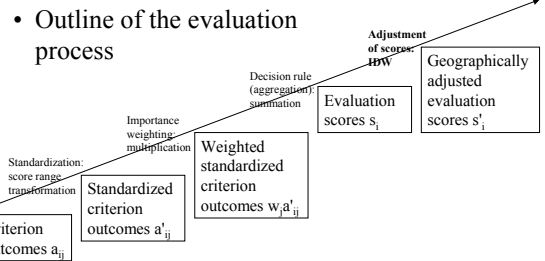 • Outline of the evaluation
process
Adjustment
of scores:
IDW
Geographically
adjusted
evaluation
scores s'i
Decision rule
(aggregation):
summation
Evaluation
scores si
Importance
weighting:
multiplication
Weighted
standardized
criterion
outcomes wja'ij
Standardization:
score range
transformation
Standardized
criterion
outcomes a'ij
riterion
tcomes aij